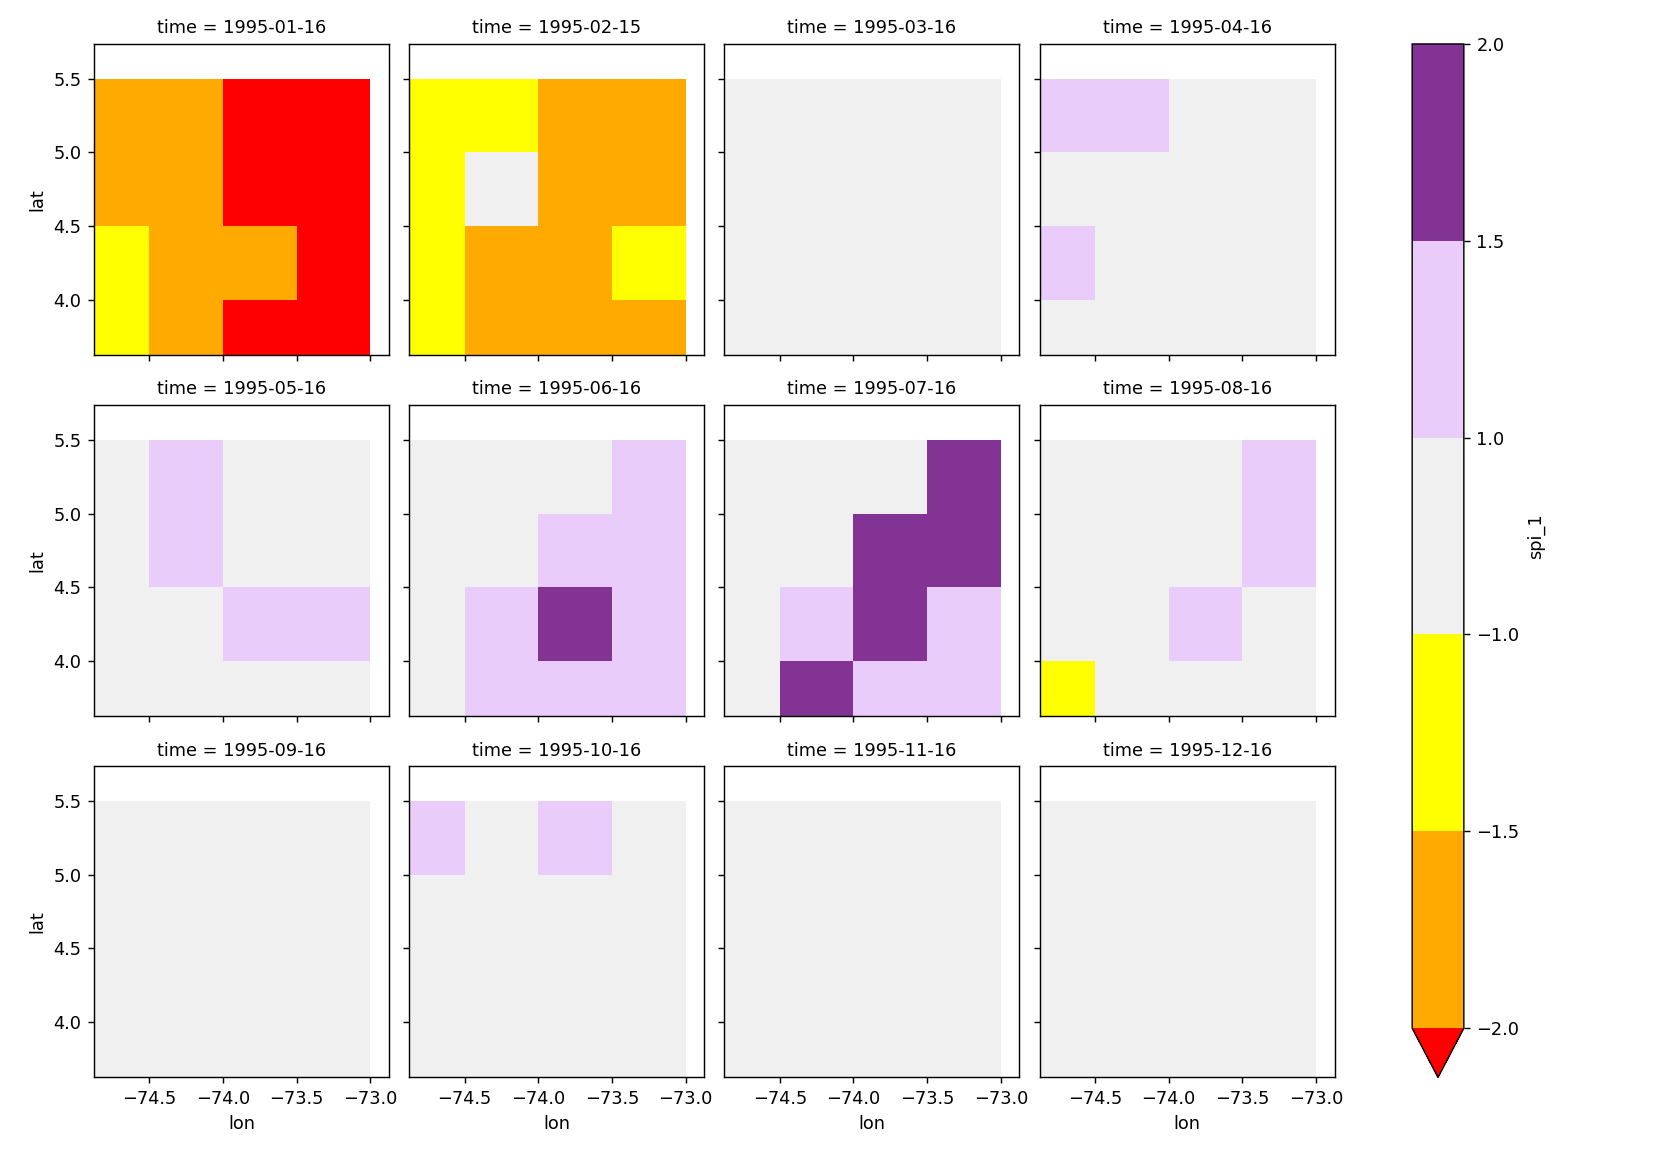 time = 1995-01-16
time = 1995-02-15
time = 1995-03-16
time = 1995-04-16
5.5
5.0
4.5
4.0
lat
time = 1995-05-16
time = 1995-06-16
time = 1995-07-16
time = 1995-08-16
5.5
5.0
4.5
4.0
lat
time = 1995-09-16
time = 1995-10-16
time = 1995-11-16
time = 1995-12-16
5.5
5.0
4.5
4.0
lat
−74.5 −74.0 −73.5 −73.0
lon
−74.5 −74.0 −73.5 −73.0
lon
−74.5 −74.0 −73.5 −73.0
lon
−74.5 −74.0 −73.5 −73.0
lon
2.0
1.5
1.0
−1.0
−1.5
−2.0
spi_1